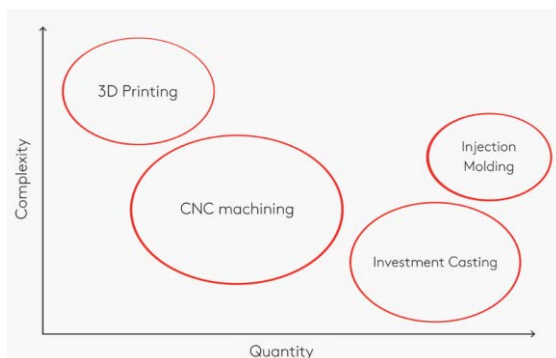 3D Printing
Injection
Molding
CNC machining
Investment Casting
Complexity
Quantity